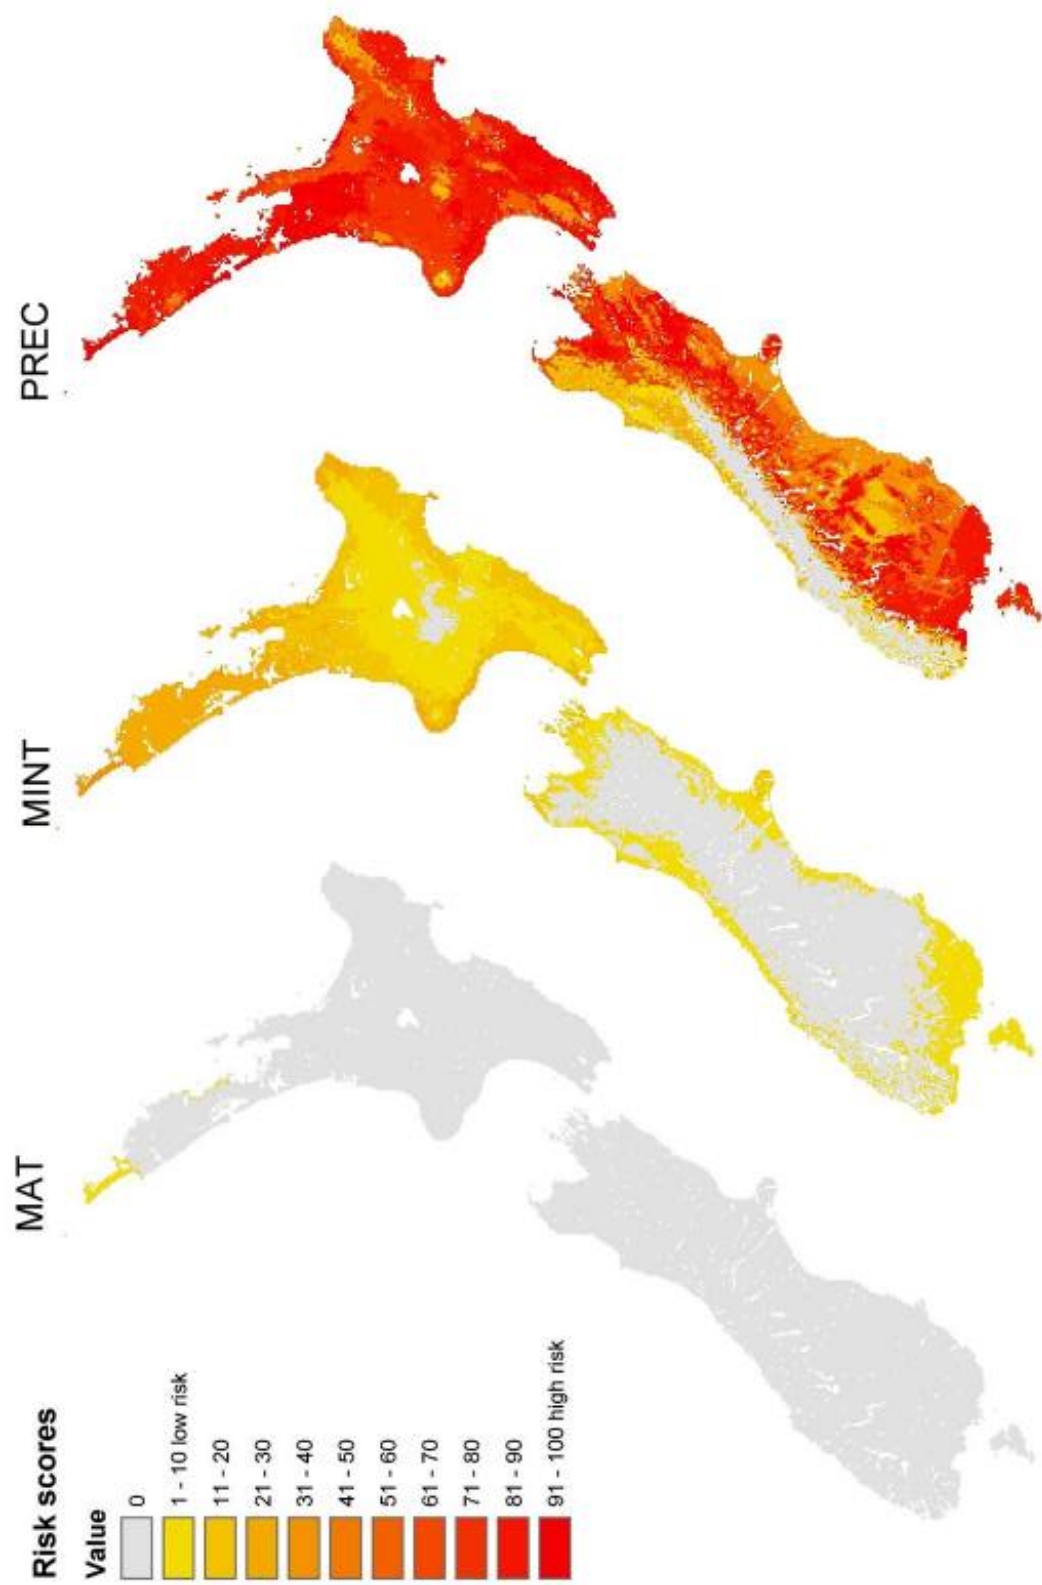 MAT
MINT
PREC
Risk scores
Value
0
1 - 10 low risk
11 - 20
21 - 30
31 - 40
41 - 50
51 - 60
61 - 70
71 - 80
81 - 90
91 - 100 high risk